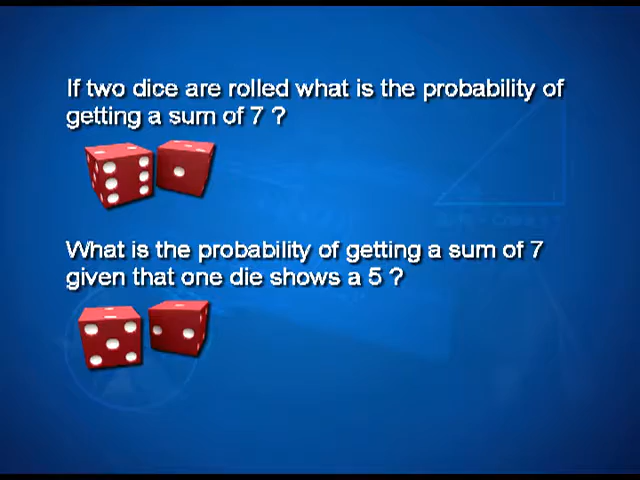 If two dice are rolled what is the probability of
getting a sum of 7 ?
What is the probability of getting a sum of 7
given that one die shows a 5 ?